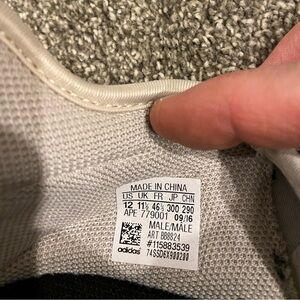 MADE IN CHINA
US UK FR JP CHN
12 11½ 46⅔ 300 290
APE 779001 09/16
MALE/MÂLE
ART BB8824
#115883539
adidas